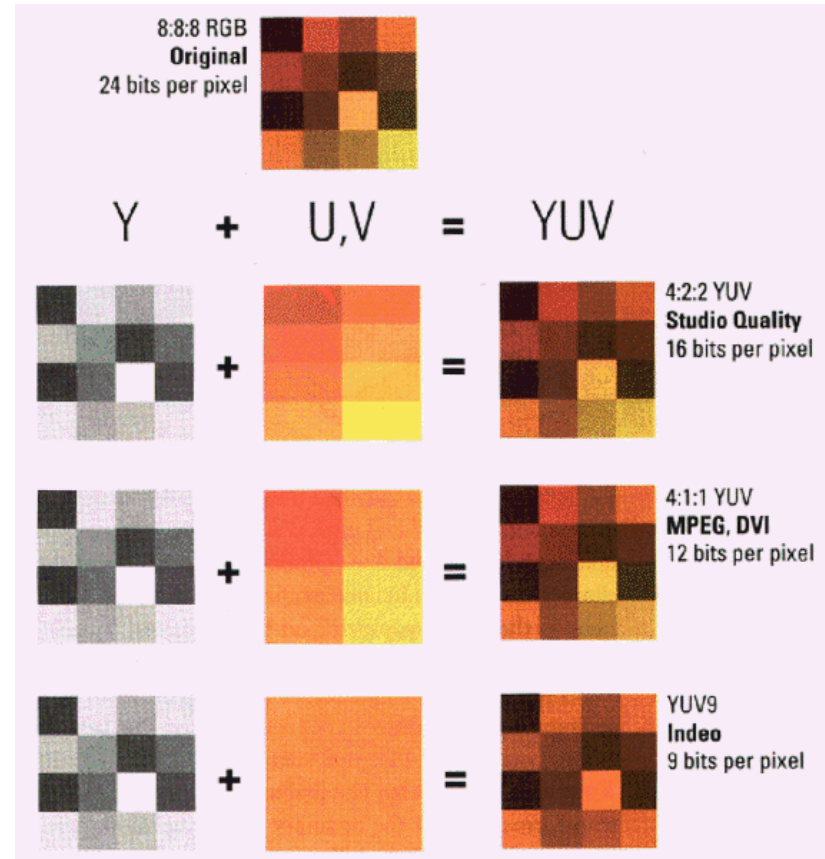 8:8:8 RGB
Original
24 bits per pixel
Y + U,V = YUV
+ =
4:2:2 YUV
Studio Quality
16 bits per pixel
+ =
4:1:1 YUV
MPEG, DVI
12 bits per pixel
+ =
YUV9
Indeo
9 bits per pixel